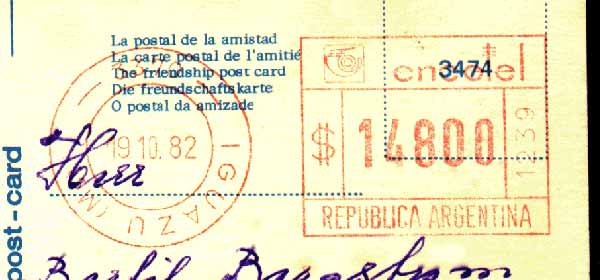 La postal de la amistad
La carte postal de l'amitié
The friendship post card
Die freundschaftskarte
O postal da amizade
3370
19 10. 82
IGUAZU (M
encotel
3474
$ 14800
1239
REPUBLICA ARGENTINA
Herr
post-card